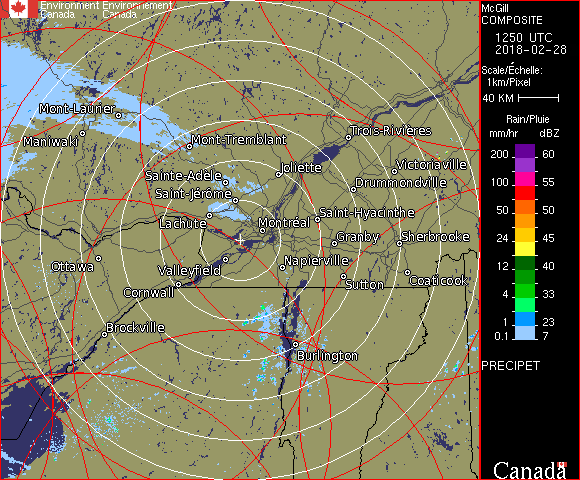 Environment Environnement
Canada Canada
Mont-Laurier
Maniwaki
Mont-Tremblant
Trois-Rivières
Joliette
Victoriaville
Sainte-Adèle
Drummondville
Saint-Jérôme
Lachute
Saint-Hyacinthe
Montréal
Granby
Sherbrooke
Ottawa
Valleyfield
Napierville
Cornwall
Sutton
Coaticook
Brockville
Burlington
McGill
COMPOSITE
1250 UTC
2018-02-28
Scale/Échelle:
1km/Pixel
40 KM
Rain/Pluie
mm/hr dBZ
200 60
100 55
50 50
24 45
12 40
4 33
1 23
0.1 7
PRECIPET
Canada